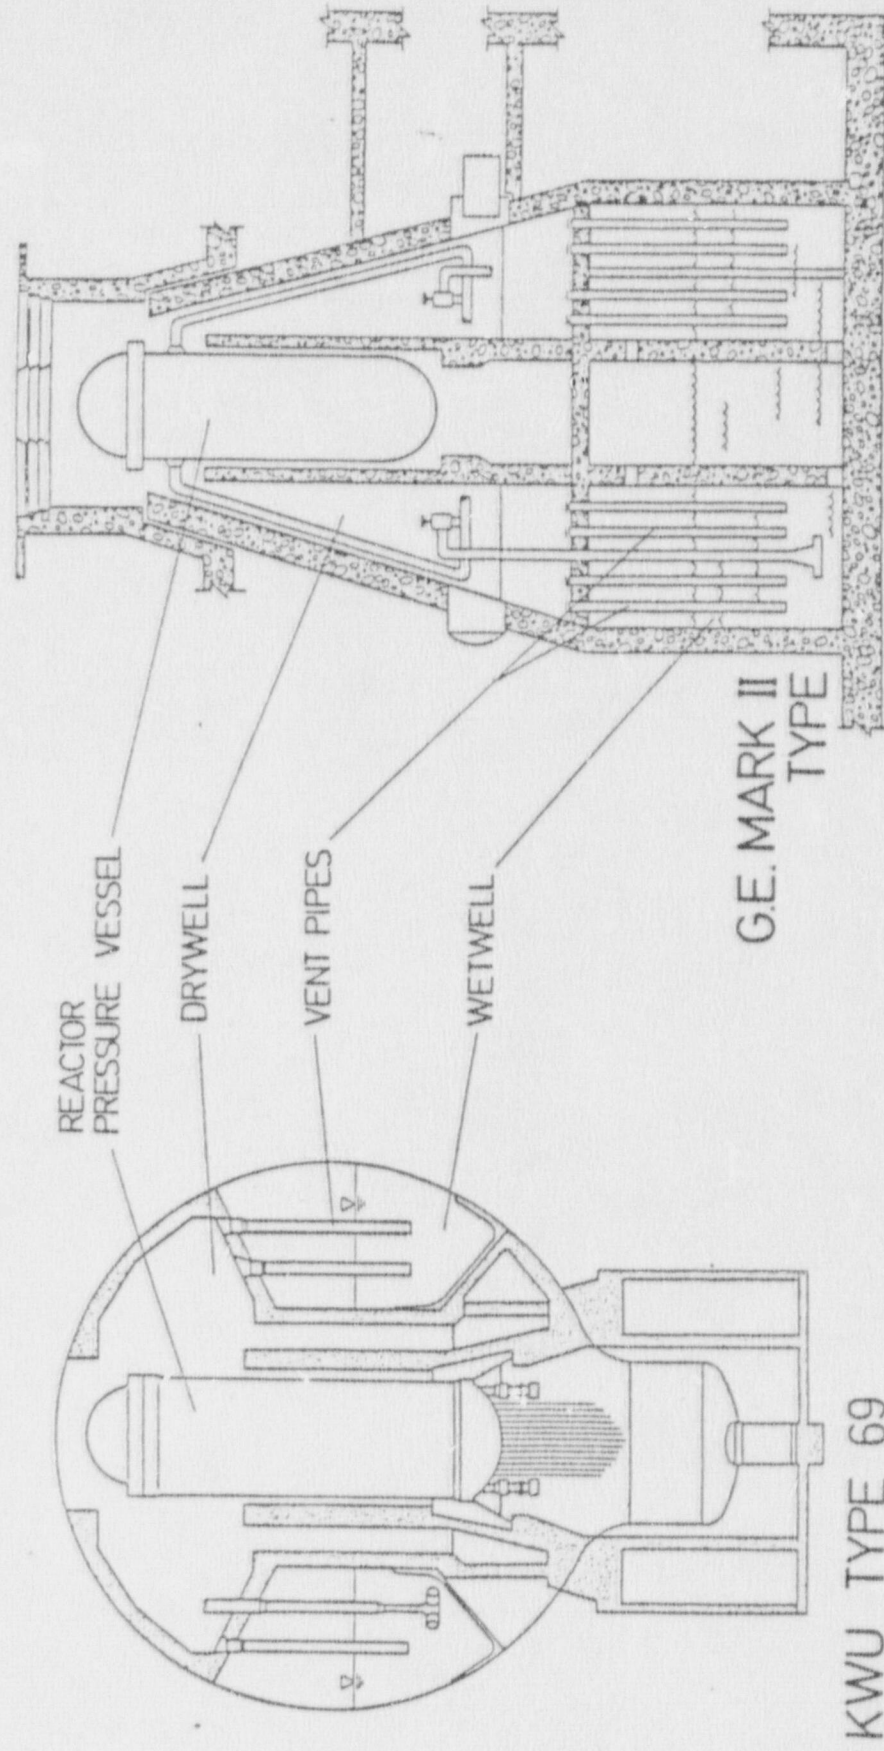 REACTOR
PRESSURE VESSEL
DRYWELL
VENT PIPES
WETWELL
KWU TYPE 69
G.E. MARK II
TYPE